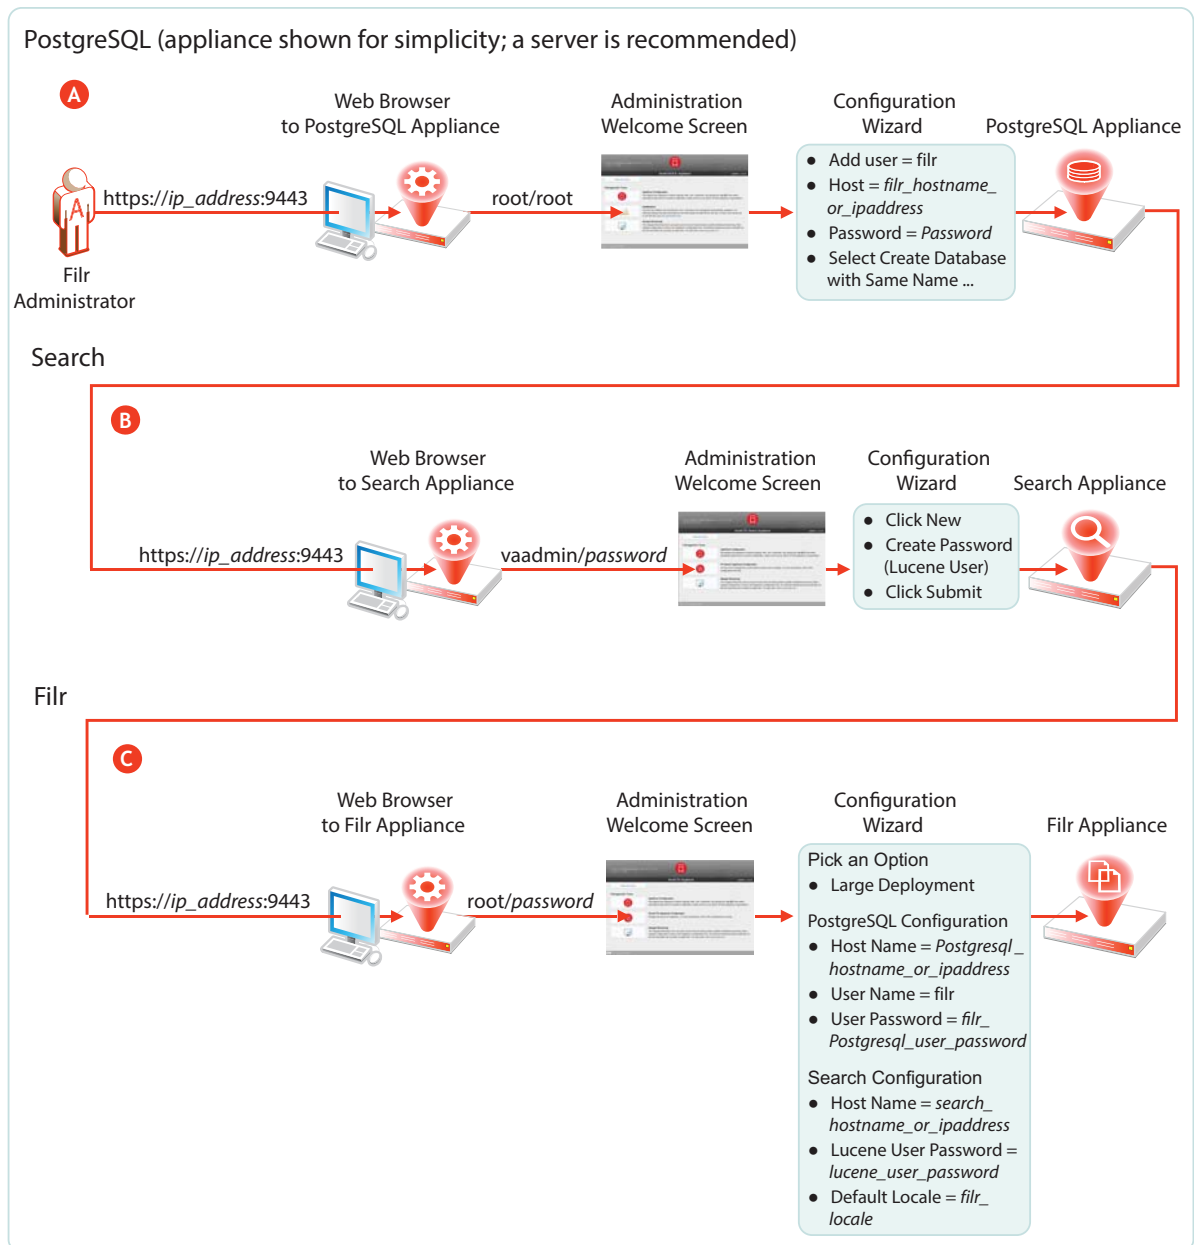 PostgreSQL (appliance shown for simplicity; a server is recommended)
A
Web Browser
to PostgreSQL Appliance
Administration
Welcome Screen
Configuration
Wizard
PostgreSQL Appliance
A
https://ip_address:9443
root/root
● Add user = filr
● Host = filr_hostname_
or_ipaddress
● Password = Password
● Select Create Database
with Same Name ...
Filr
Administrator
Search
B
Web Browser
to Search Appliance
Administration
Welcome Screen
Configuration
Wizard
Search Appliance
https://ip_address:9443
vaadmin/password
● Click New
● Create Password
(Lucene User)
● Click Submit
Filr
C
Web Browser
to Filr Appliance
Administration
Welcome Screen
Configuration
Wizard
Filr Appliance
https://ip_address:9443
root/password
Pick an Option
● Large Deployment
PostgreSQL Configuration
● Host Name = Postgresql_
hostname_or_ipaddress
● User Name = filr
● User Password = filr_
Postgresql_user_password
Search Configuration
● Host Name = search_
hostname_or_ipaddress
● Lucene User Password =
lucene_user_password
● Default Locale = filr_
locale